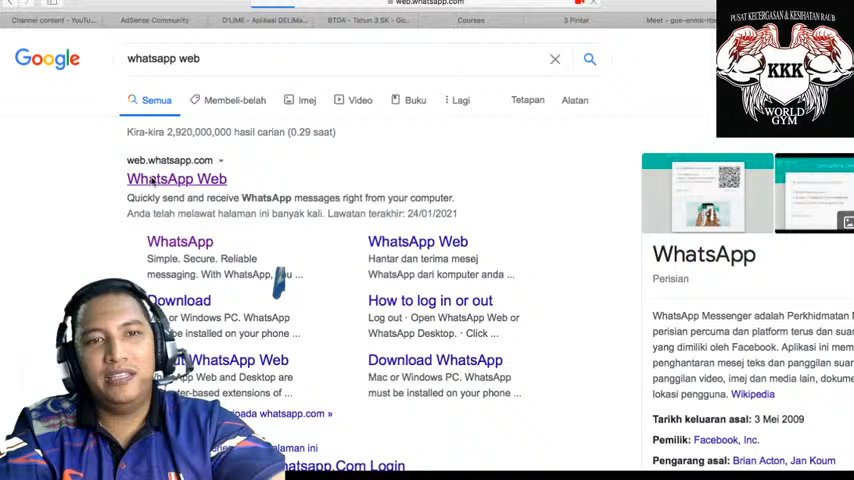 web.whatsapp.com
Content creation — YouTu...
AdSense Community
D'LIME - Aplikasi DELIMa...
BTDA - Tahun 3 SK - Go...
Courses
3 Pintar
PUSAT KECERGASAN & KESIHATAN RAUB
KKK
WORLD
GYM
Google
whatsapp web
Semua
Membeli-belah
Imej
Video
Buku
Lagi
Tetapan
Alatan
Kira-kira 2,920,000,000 hasil carian (0.29 saat)
web.whatsapp.com
WhatsApp Web
Quickly send and receive WhatsApp messages right from your computer.
Anda telah melawat halaman ini banyak kali. Lawatan terakhir: 24/01/2021
WhatsApp
Simple. Secure. Reliable
messaging. With WhatsApp, you ...
WhatsApp Web
Hantar dan terima mesej
WhatsApp dari komputer anda ...
Download
or Windows PC. WhatsApp
be installed on your phone ...
How to log in or out
Log out · Open WhatsApp Web or
WhatsApp Desktop. · Click ...
WhatsApp Web
App Web and Desktop are
-based extensions of ...
Download WhatsApp
Mac or Windows PC. WhatsApp
must be installed on your phone ...
whatsapp.com »
laman ini
whatsapp.Com Login
WhatsApp
Perisian
WhatsApp Messenger adalah Perkhidmatan
perisian percuma dan platform terus dan
yang dimiliki oleh Facebook. Aplikasi ini
penghantaran mesej teks dan panggilan
panggilan video, imej dan media lain,
lokasi pengguna. Wikipedia
Tarikh keluaran asal: 3 Mei 2009
Pemilik: Facebook, Inc.
Pengarang asal: Brian Acton, Jan Koum